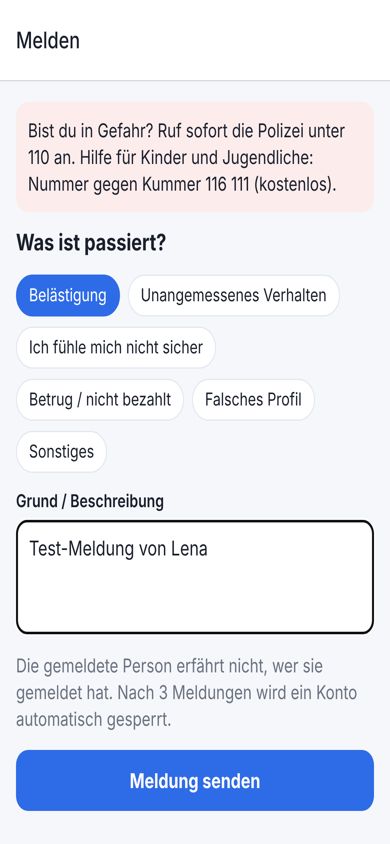 Melden
Bist du in Gefahr? Ruf sofort die Polizei unter
110 an. Hilfe für Kinder und Jugendliche:
Nummer gegen Kummer 116 111 (kostenlos).
Was ist passiert?
Belästigung
Unangemessenes Verhalten
Ich fühle mich nicht sicher
Betrug / nicht bezahlt
Falsches Profil
Sonstiges
Grund / Beschreibung
Test-Meldung von Lena
Die gemeldete Person erfährt nicht, wer sie
gemeldet hat. Nach 3 Meldungen wird ein Konto
automatisch gesperrt.
Meldung senden